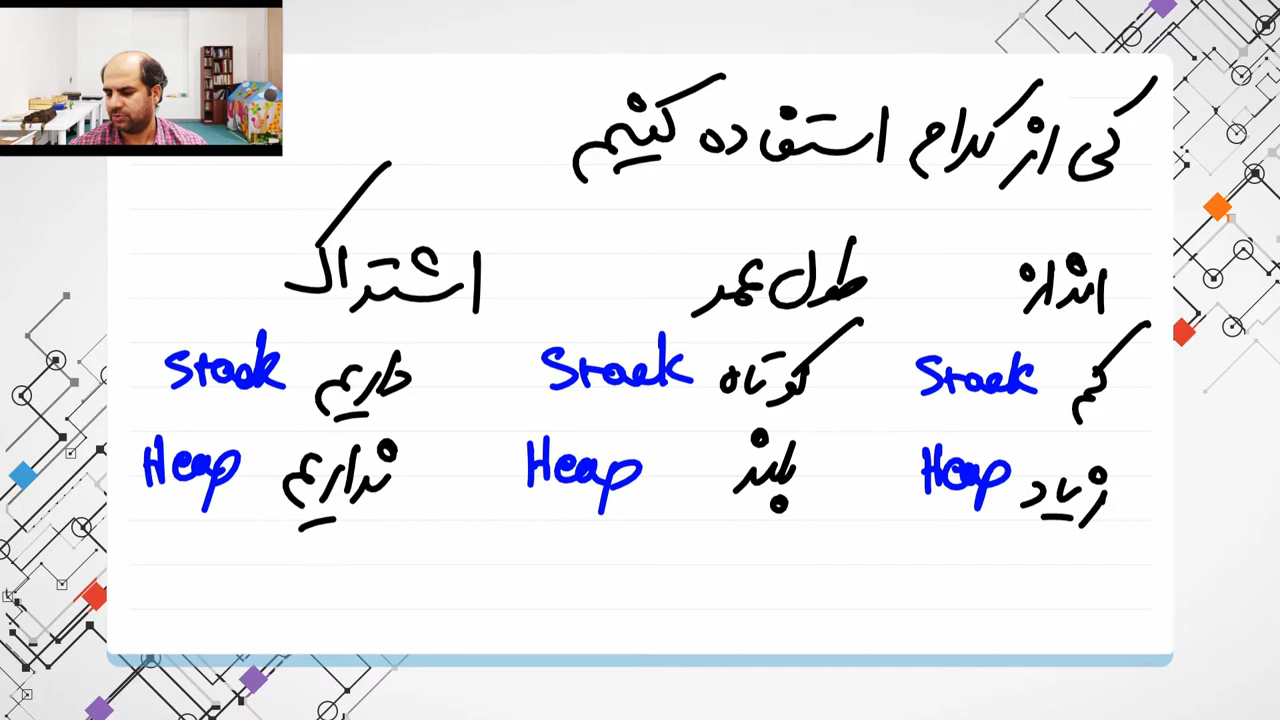 کی از کدام استفاده کنیم
اندازه طول عمر اشتراک
کم Stack کوتاه Stack داریم Stack
زیاد Heap بلند Heap نداریم Heap